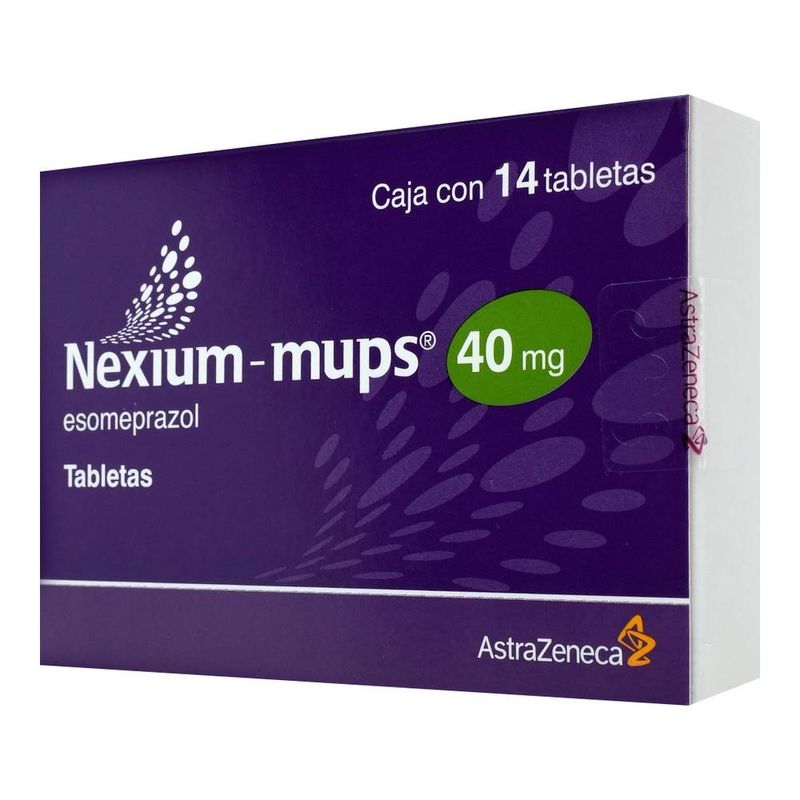 Caja con 14 tabletas
Nexium-mups® 40 mg
esomeprazol
Tabletas
AstraZeneca
AstraZeneca